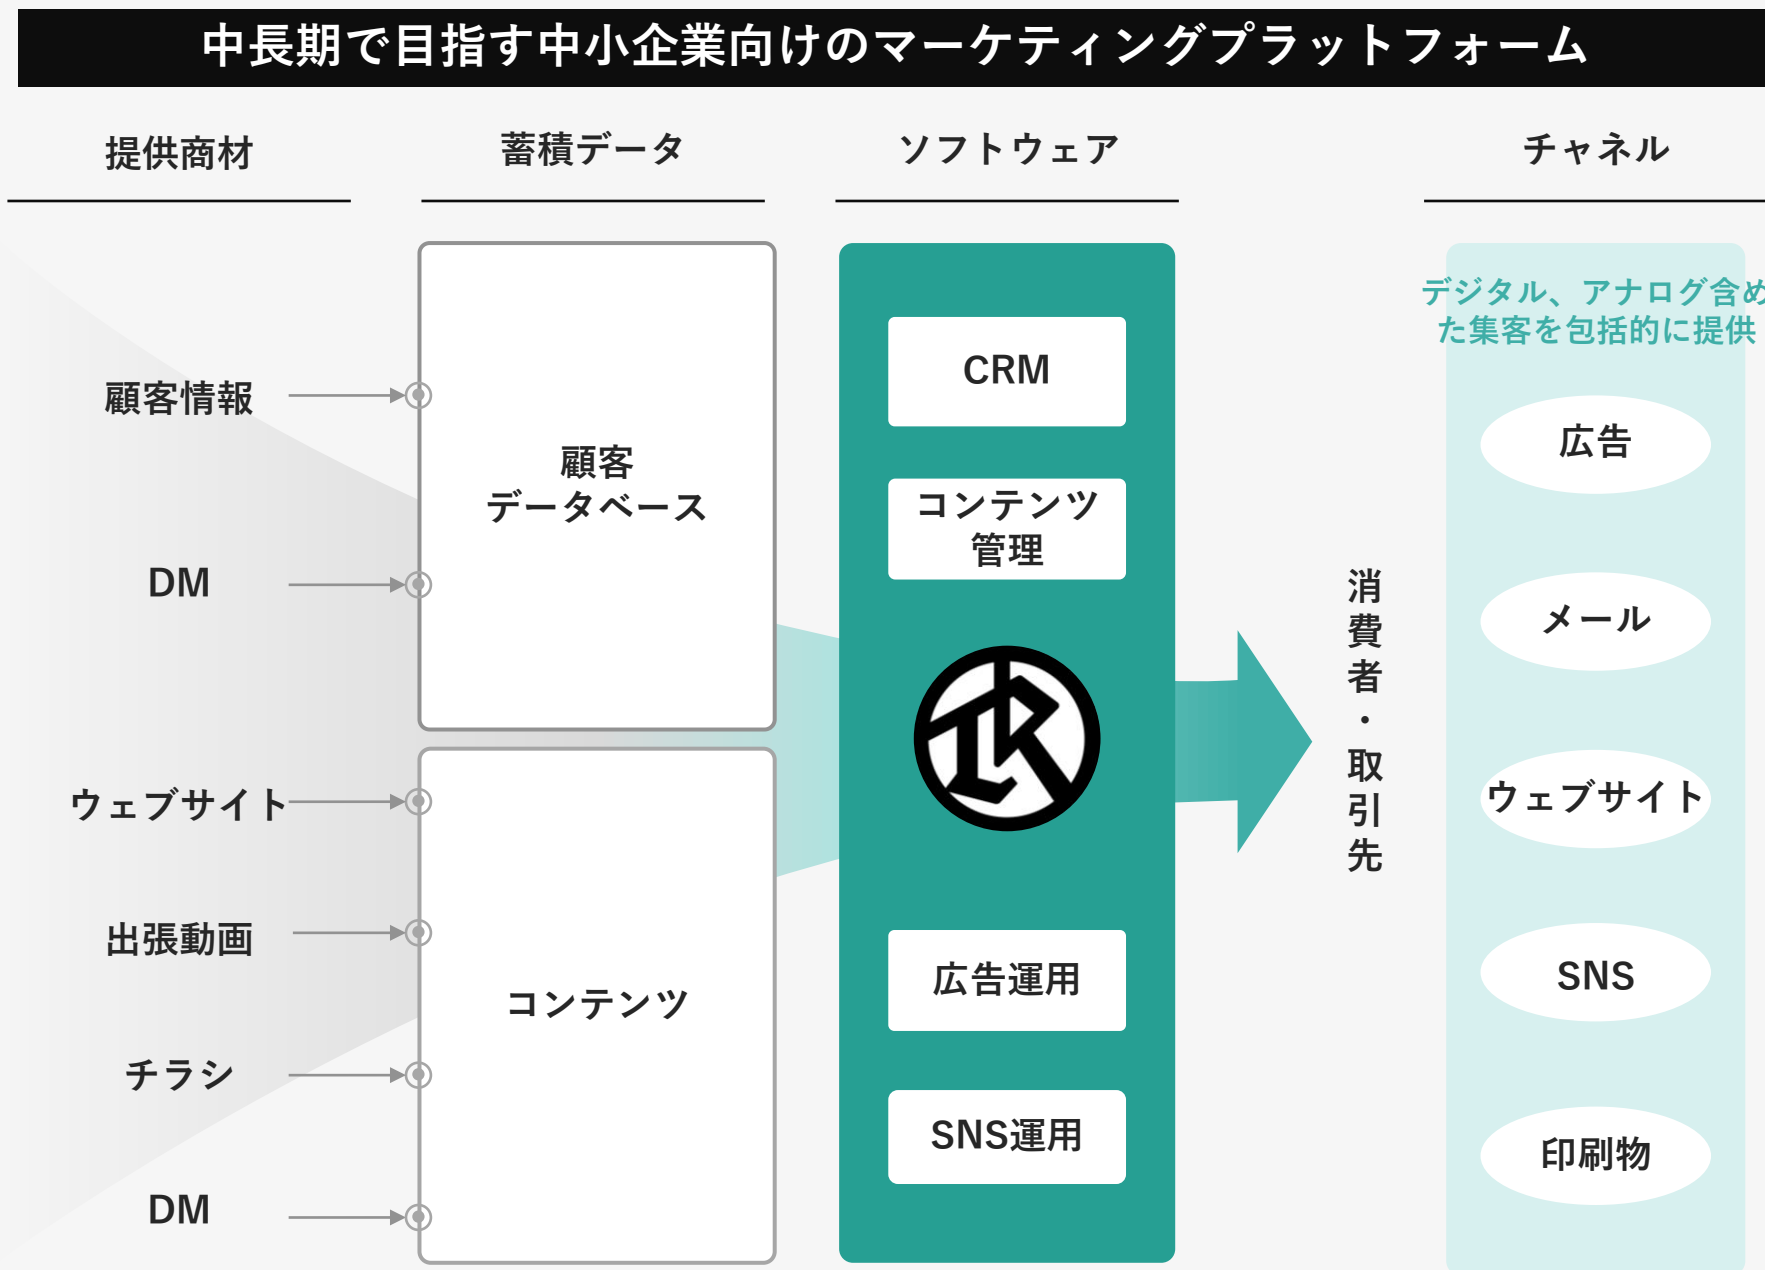 中長期で目指す中小企業向けのマーケティングプラットフォーム
提供商材
蓄積データ
ソフトウェア
チャネル
顧客情報
DM
ウェブサイト
出張動画
チラシ
DM
顧客
データベース
コンテンツ
CRM
コンテンツ
管理
広告運用
SNS運用
消費者・取引先
デジタル、アナログ含め
た集客を包括的に提供
広告
メール
ウェブサイト
SNS
印刷物